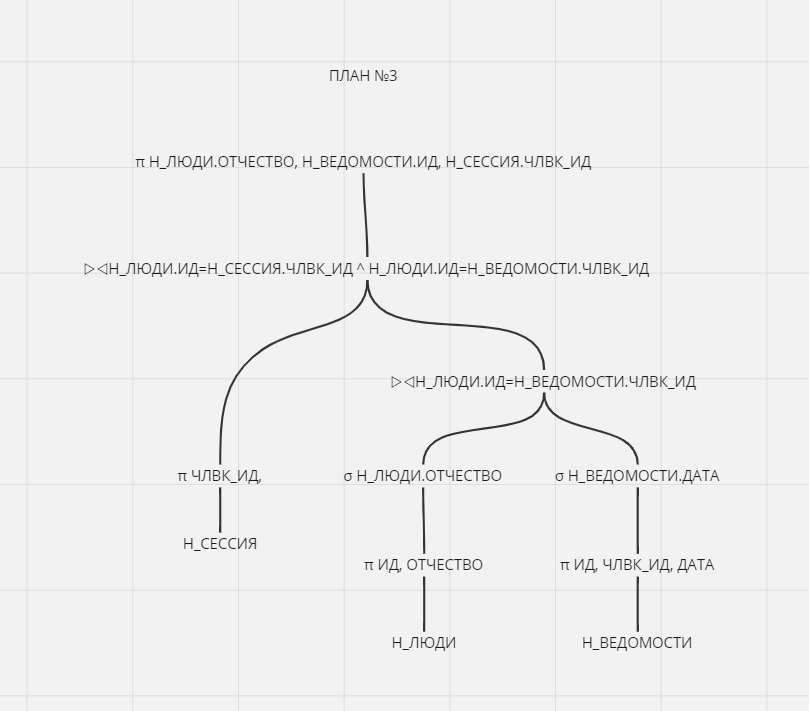 ПЛАН №3
π Н_ЛЮДИ.ОТЧЕСТВО, Н_ВЕДОМОСТИ.ИД, Н_СЕССИЯ.ЧЛВК_ИД
▷◁Н_ЛЮДИ.ИД=Н_СЕССИЯ.ЧЛВК_ИД ^ Н_ЛЮДИ.ИД=Н_ВЕДОМОСТИ.ЧЛВК_ИД
▷◁Н_ЛЮДИ.ИД=Н_ВЕДОМОСТИ.ЧЛВК_ИД
π ЧЛВК_ИД,
σ Н_ЛЮДИ.ОТЧЕСТВО
σ Н_ВЕДОМОСТИ.ДАТА
Н_СЕССИЯ
π ИД, ОТЧЕСТВО
π ИД, ЧЛВК_ИД, ДАТА
Н_ЛЮДИ
Н_ВЕДОМОСТИ